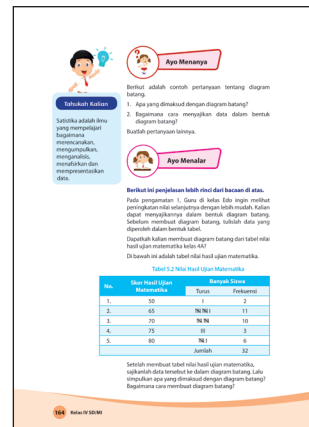 Ayo Menanya
Berikut adalah contoh pertanyaan tentang diagram
batang.
1. Apa yang dimaksud dengan diagram batang?
2. Bagaimana cara menyajikan data dalam bentuk
diagram batang?
Buatlah pertanyaan lainnya.
Tahukah Kalian
Satistika adalah ilmu
yang mempelajari
bagaimana
merencanakan,
mengumpulkan,
menganalisis,
menafsirkan dan
mempresentasikan
data.
Ayo Menalar
Berikut ini penjelasan lebih rinci dari bacaan di atas.
Pada pengamatan 1, Guru di kelas Edo ingin melihat
peningkatan nilai selanjutnya dengan lebih mudah. Kalian
dapat menyajikannya dalam bentuk diagram batang.
Sebelum membuat diagram batang, tulislah data yang
diperoleh dalam bentuk tabel.
Dapatkah kalian membuat diagram batang dari tabel nilai
hasil ujian matematika kelas 4A?
Di bawah ini adalah tabel nilai hasil ujian matematika.
Tabel 5.2 Nilai Hasil Ujian Matematika
No. Skor Hasil Ujian Matematika Banyak Siswa
Turus Frekuensi
1. 50 I 2
2. 65 11
3. 70 10
4. 75 III 3
5. 80 6
Jumlah 32
Setelah membuat tabel nilai hasil ujian matematika,
sajikanlah data tersebut ke dalam diagram batang. Lalu
simpulkan apa yang dimaksud dengan diagram batang?
Bagaimana cara membuat diagram batang?
164 Kelas IV SD/MI